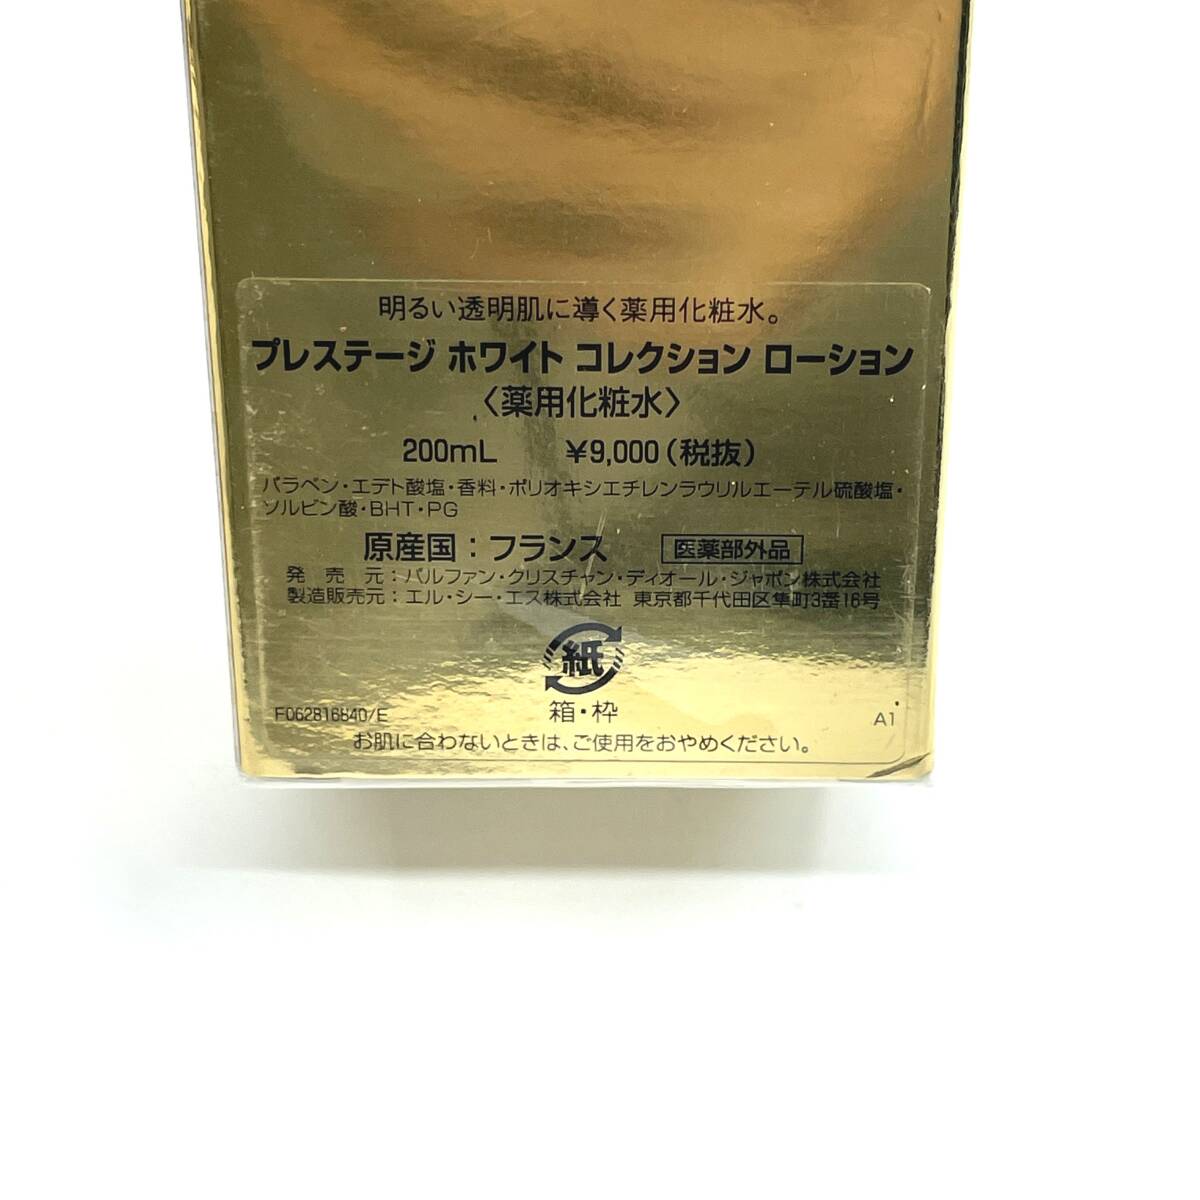 明るい透明肌に導く薬用化粧水。
プレステージ ホワイト コレクション ローション
〈薬用化粧水〉
200mL ¥9,000(税抜)
パラベン・エデト酸塩・香料・ポリオキシエチレンラウリルエーテル硫酸塩・
ソルビン酸・BHT・PG
原産国:フランス 医薬部外品
発売元:パルファン・クリスチャン・ディオール・ジャポン株式会社
製造販売元:エル・シー・エス株式会社 東京都千代田区隼町3番16号
紙
箱・枠
F062816840/E A1
お肌に合わないときは、ご使用をおやめください。